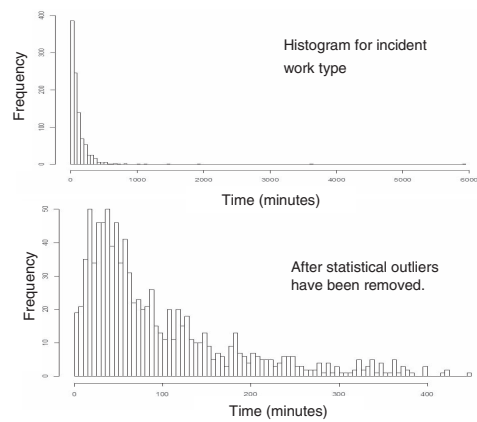 400
200
100
0
Frequency
Histogram for incident
work type
0 1000 2000 3000 4000 5000 6000
Time (minutes)
50
40
30
20
10
0
Frequency
After statistical outliers
have been removed.
0 100 200 300 400
Time (minutes)